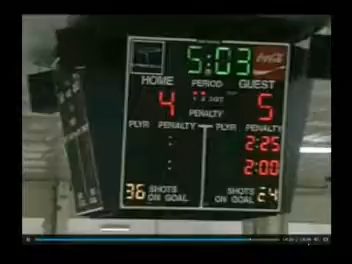 5:03
Coca-Cola
HOME PERIOD GUEST
4 5
PENALTY
PLYR PENALTY PLYR PENALTY
2:25
2:00
36 SHOTS ON GOAL SHOTS ON GOAL 24